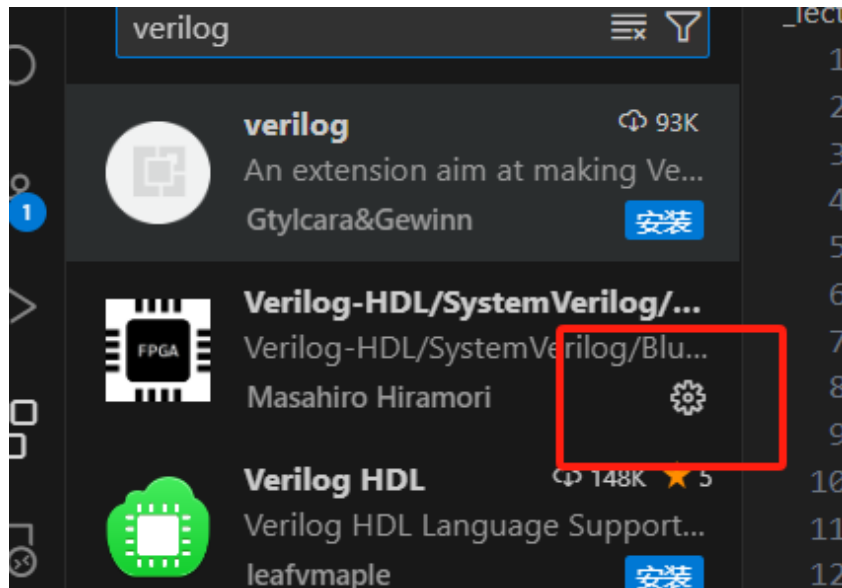 verilog
_lect
1
verilog 93K
An extension aim at making Ve...
Gtylcara&Gewinn 安装
Verilog-HDL/SystemVerilog/...
FPGA
Verilog-HDL/SystemVerilog/Blu...
Masahiro Hiramori
Verilog HDL 148K 5
Verilog HDL Language Support...
leafvmaple 安装
1
2
3
4
5
6
7
8
9
10
11
12